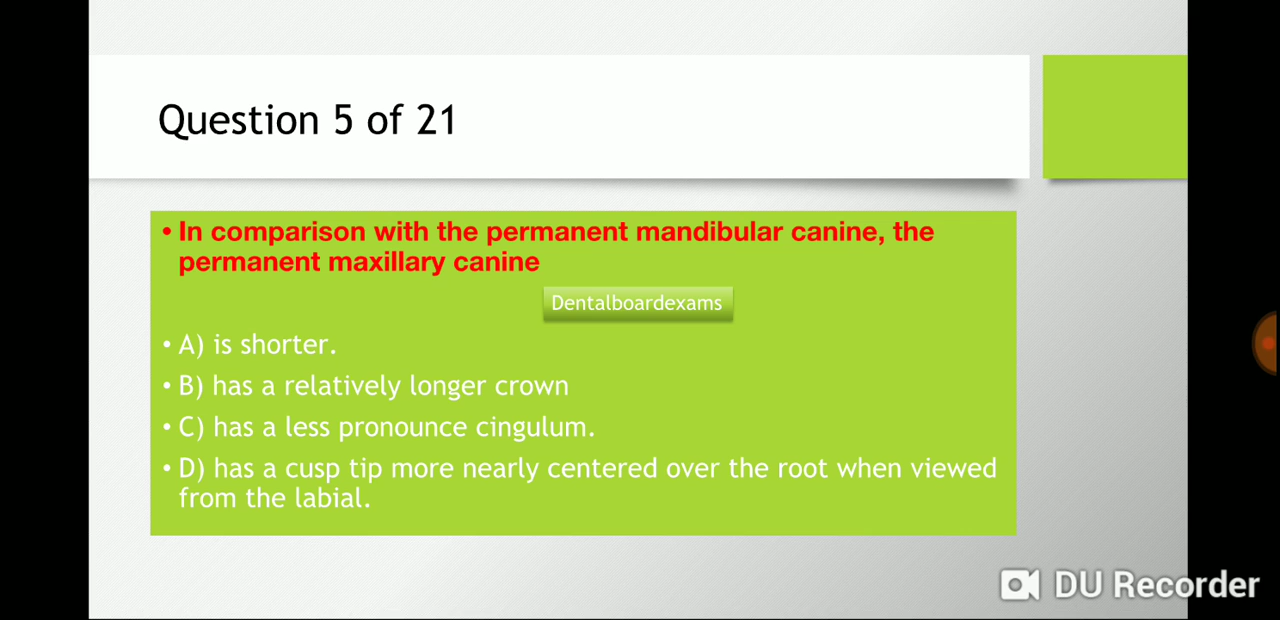 Question 5 of 21
• In comparison with the permanent mandibular canine, the
permanent maxillary canine
Dentalboardexams
• A) is shorter.
• B) has a relatively longer crown
• C) has a less pronounce cingulum.
• D) has a cusp tip more nearly centered over the root when viewed
from the labial.
DU Recorder